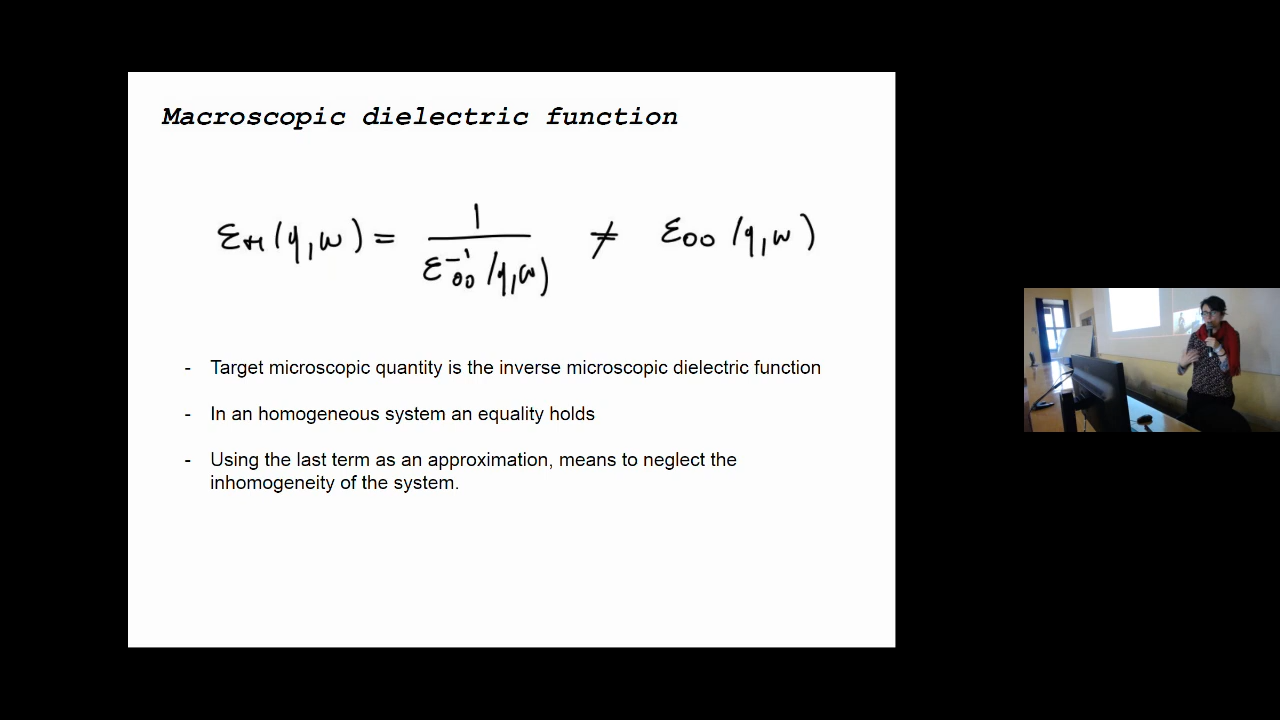 Macroscopic dielectric function
ε_M(q,ω) = 1 / ε⁻¹₀₀(q,ω) ≠ ε₀₀(q,ω)
- Target microscopic quantity is the inverse microscopic dielectric function
- In an homogeneous system an equality holds
- Using the last term as an approximation, means to neglect the
inhomogeneity of the system.